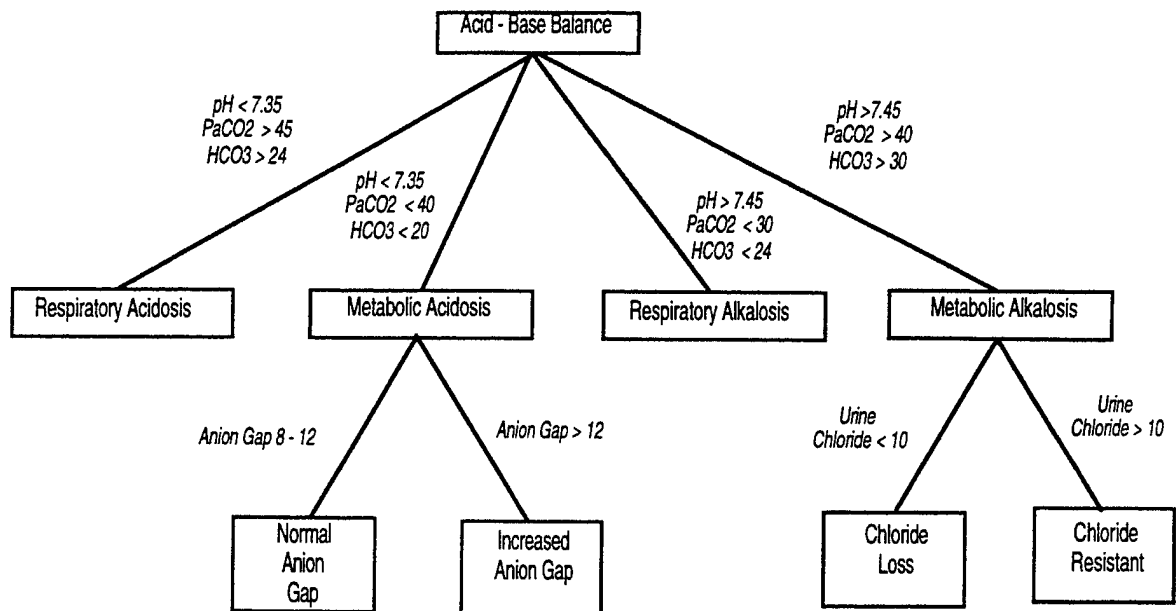 Acid - Base Balance
pH < 7.35
PaCO2 > 45
HCO3 > 24
pH < 7.35
PaCO2 < 40
HCO3 < 20
pH > 7.45
PaCO2 < 30
HCO3 < 24
pH >7.45
PaCO2 > 40
HCO3 > 30
Respiratory Acidosis
Metabolic Acidosis
Respiratory Alkalosis
Metabolic Alkalosis
Anion Gap 8 - 12
Anion Gap > 12
Urine
Chloride < 10
Urine
Chloride > 10
Normal
Anion
Gap
Increased
Anion Gap
Chloride
Loss
Chloride
Resistant